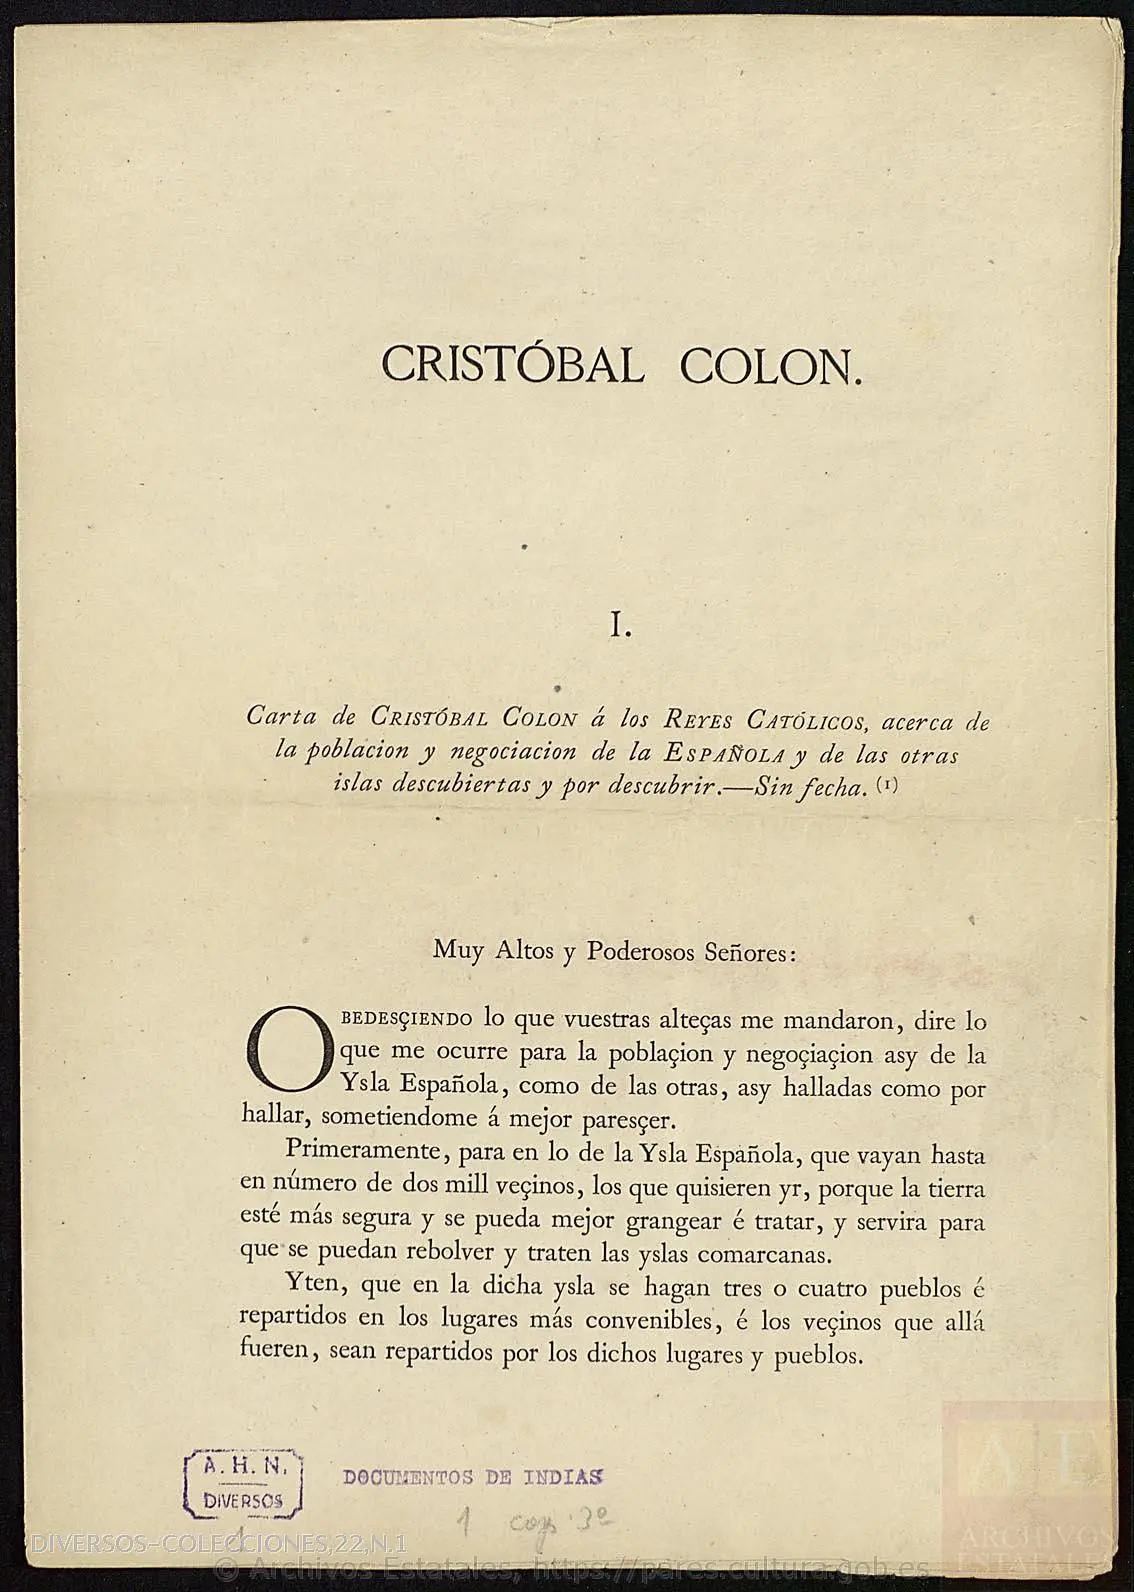 CRISTÓBAL COLON.
I.
Carta de CRISTÓBAL COLON á los REYES CATÓLICOS, acerca de
la poblacion y negociacion de la ESPAÑOLA y de las otras
islas descubiertas y por descubrir.—Sin fecha. (1)
Muy Altos y Poderosos Señores:
OBEDESÇIENDO lo que vuestras alteças me mandaron, dire lo
que me ocurre para la poblaçion y negoçiaçion asy de la
Ysla Española, como de las otras, asy halladas como por
hallar, sometiendome á mejor paresçer.
Primeramente, para en lo de la Ysla Española, que vayan hasta
en número de dos mill veçinos, los que quisieren yr, porque la tierra
esté más segura y se pueda mejor grangear é tratar, y servira para
que se puedan rebolver y traten las yslas comarcanas.
Yten, que en la dicha ysla se hagan tres o cuatro pueblos é
repartidos en los lugares más convenibles, é los veçinos que allá
fueren, sean repartidos por los dichos lugares y pueblos.
A. H. N.
DIVERSOS
DOCUMENTOS DE INDIAS
1 cop. 3º
1
DIVERSOS-COLECCIONES,22,N.1
© Archivos Estatales, https://pares.cultura.gob.es
AE
ARCHIVOS
ESTATALES